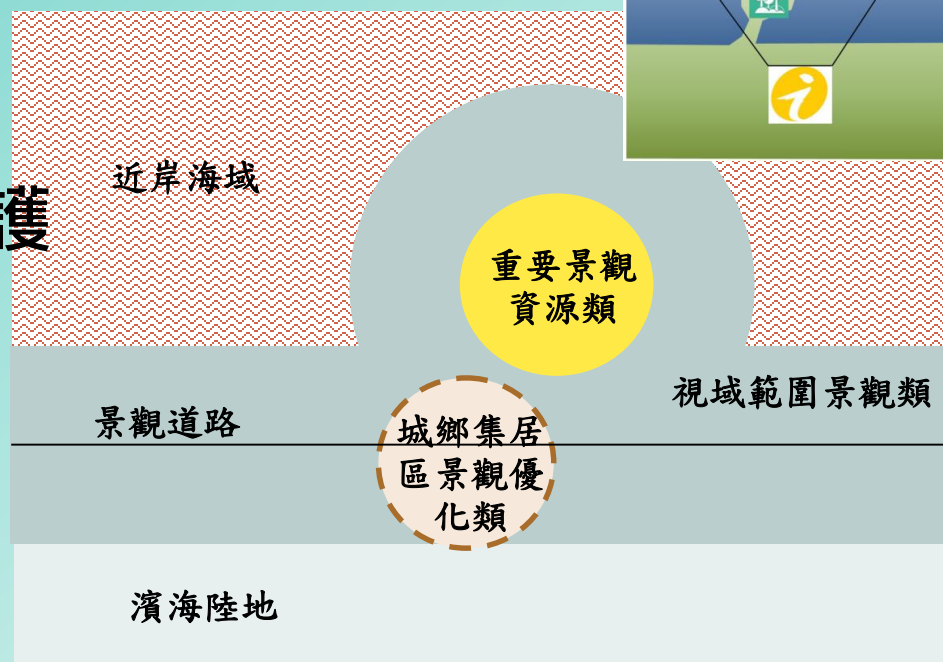 近岸海域
護
重要景觀
資源類
視域範圍景觀類
景觀道路
城鄉集居
區景觀優
化類
濱海陸地